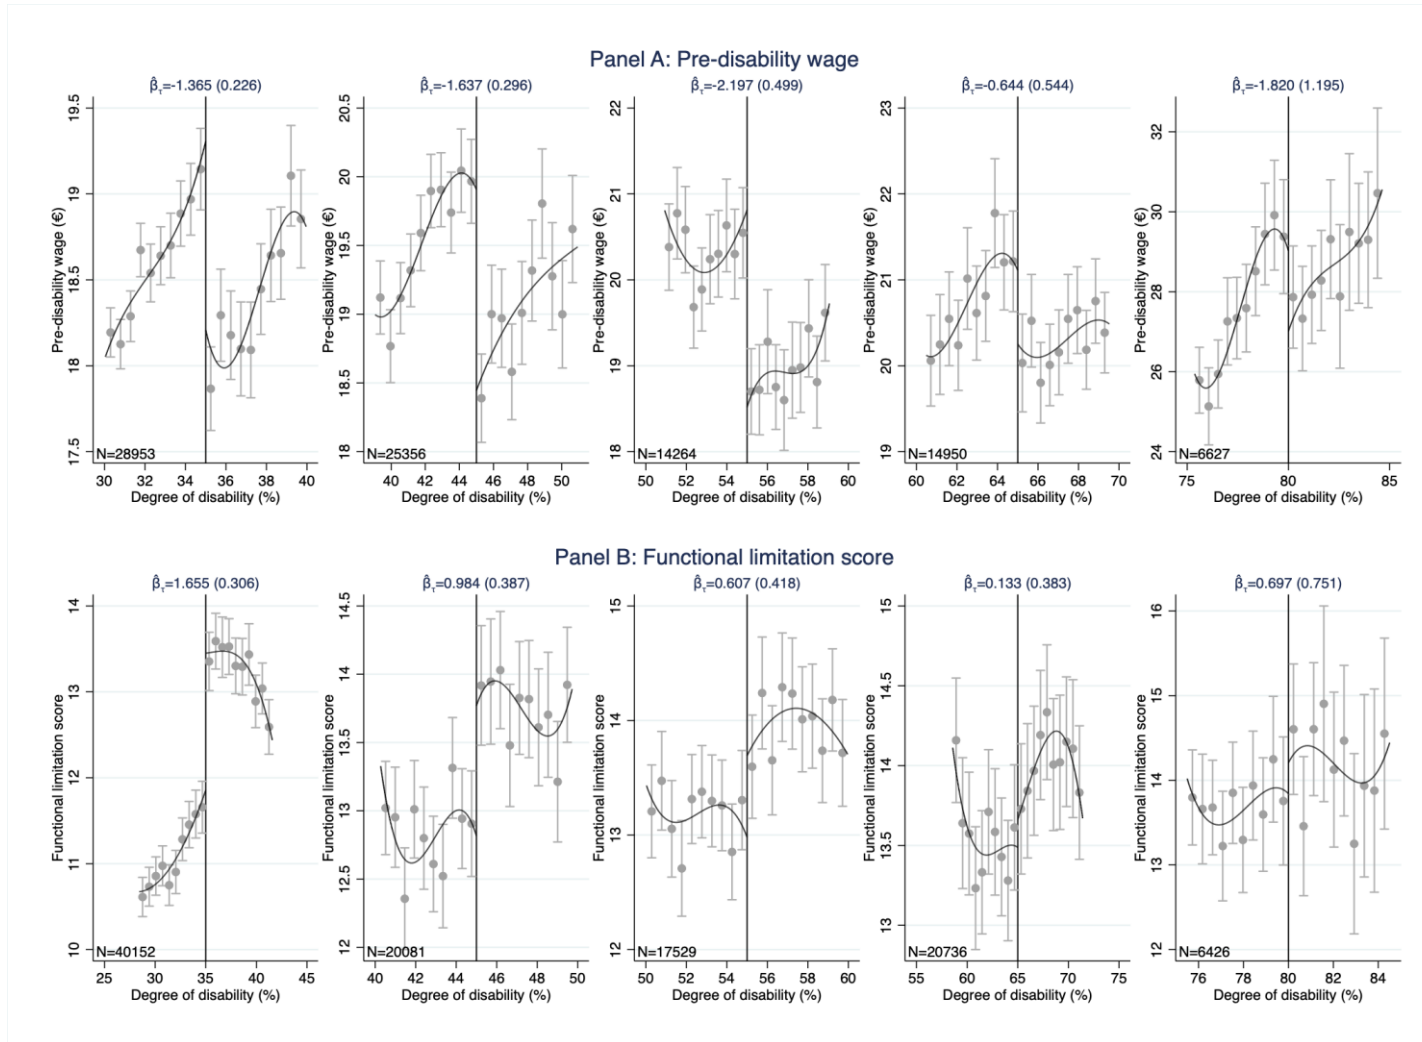 Panel A: Pre-disability wage
β̂τ=-1.365 (0.226)
Pre-disability wage (€)
19.5
19
18.5
18
17.5
N=28953
30 32 34 36 38 40
Degree of disability (%)
β̂τ=-1.637 (0.296)
Pre-disability wage (€)
20.5
20
19.5
19
18.5
18
N=25356
40 42 44 46 48 50
Degree of disability (%)
β̂τ=-2.197 (0.499)
Pre-disability wage (€)
22
21
20
19
18
N=14264
50 52 54 56 58 60
Degree of disability (%)
β̂τ=-0.644 (0.544)
Pre-disability wage (€)
23
22
21
20
19
N=14950
60 62 64 66 68 70
Degree of disability (%)
β̂τ=-1.820 (1.195)
Pre-disability wage (€)
32
30
28
26
24
N=6627
75 80 85
Degree of disability (%)
Panel B: Functional limitation score
β̂τ=1.655 (0.306)
Functional limitation score
14
13
12
11
10
N=40152
25 30 35 40 45
Degree of disability (%)
β̂τ=0.984 (0.387)
Functional limitation score
14.5
14
13.5
13
12.5
12
N=20081
40 42 44 46 48 50
Degree of disability (%)
β̂τ=0.607 (0.418)
Functional limitation score
15
14
13
12
N=17529
50 52 54 56 58 60
Degree of disability (%)
β̂τ=0.133 (0.383)
Functional limitation score
15
14.5
14
13.5
13
N=20736
55 60 65 70 75
Degree of disability (%)
β̂τ=0.697 (0.751)
Functional limitation score
16
15
14
13
12
N=6426
76 78 80 82 84
Degree of disability (%)